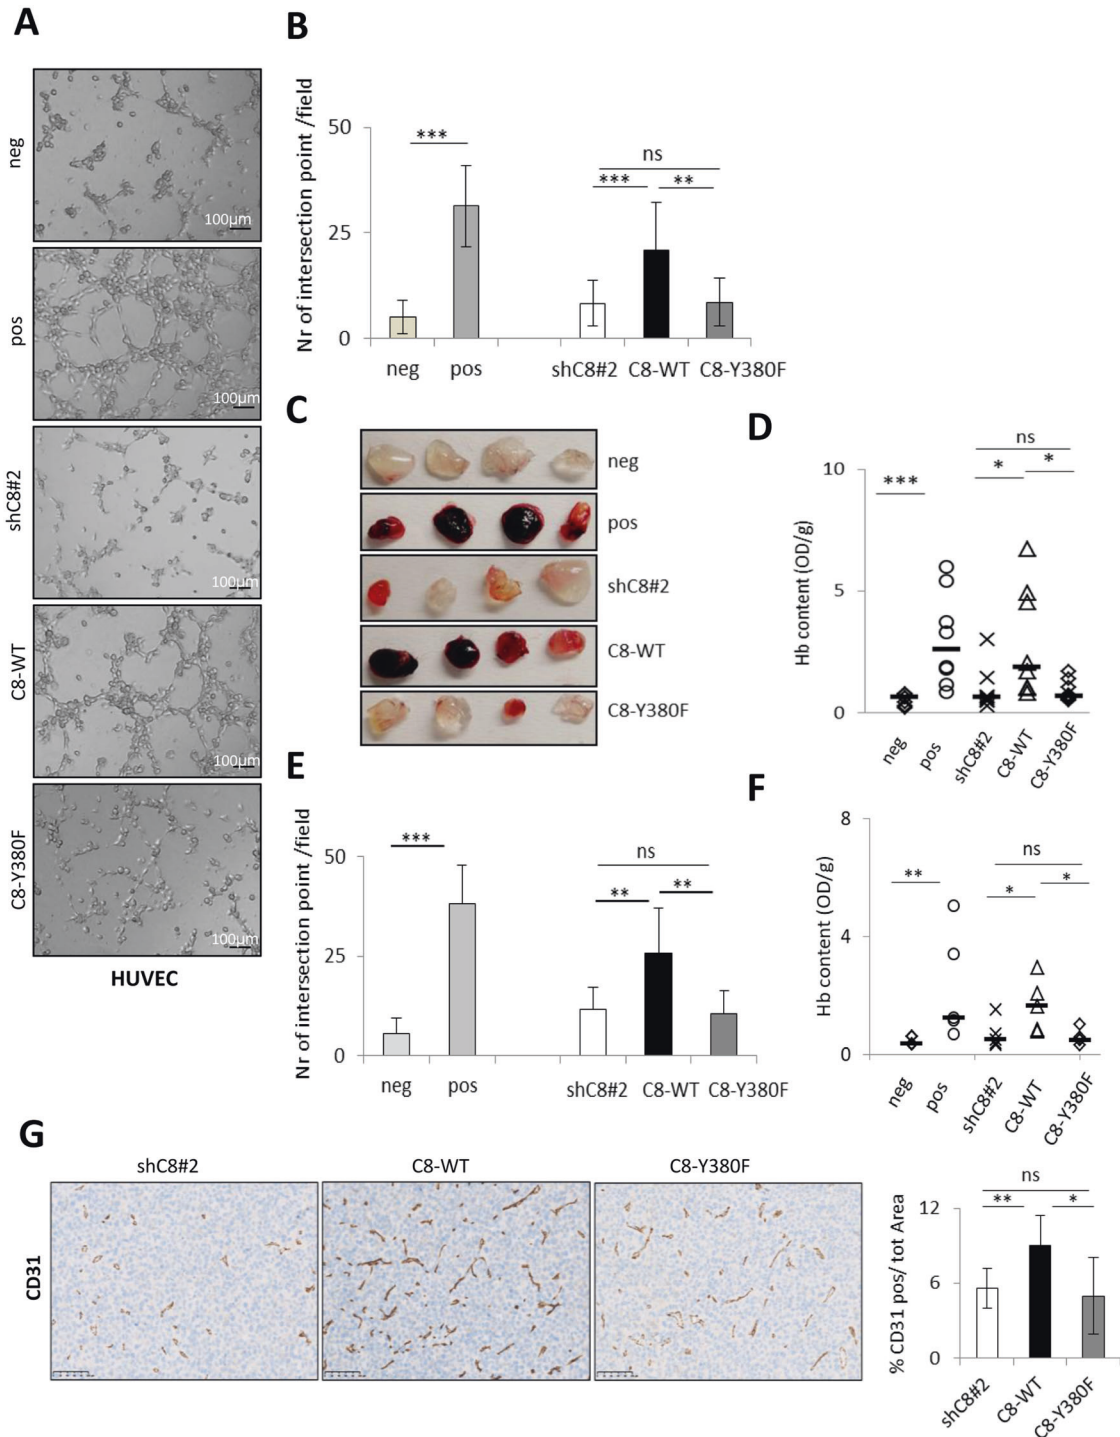 A
neg
100µm
pos
100µm
shC8#2
100µm
C8-WT
100µm
C8-Y380F
100µm
HUVEC
B
Nr of intersection point /field
50
25
0
***
ns
***
**
neg
pos
shC8#2
C8-WT
C8-Y380F
C
neg
pos
shC8#2
C8-WT
C8-Y380F
D
Hb content (OD/g)
10
5
0
***
ns
*
*
neg
pos
shC8#2
C8-WT
C8-Y380F
E
Nr of intersection point /field
50
25
0
***
ns
**
**
neg
pos
shC8#2
C8-WT
C8-Y380F
F
Hb content (OD/g)
8
4
0
**
ns
*
*
neg
pos
shC8#2
C8-WT
C8-Y380F
G
CD31
shC8#2
C8-WT
C8-Y380F
% CD31 pos/ tot Area
12
6
0
ns
**
*
shC8#2
C8-WT
C8-Y380F